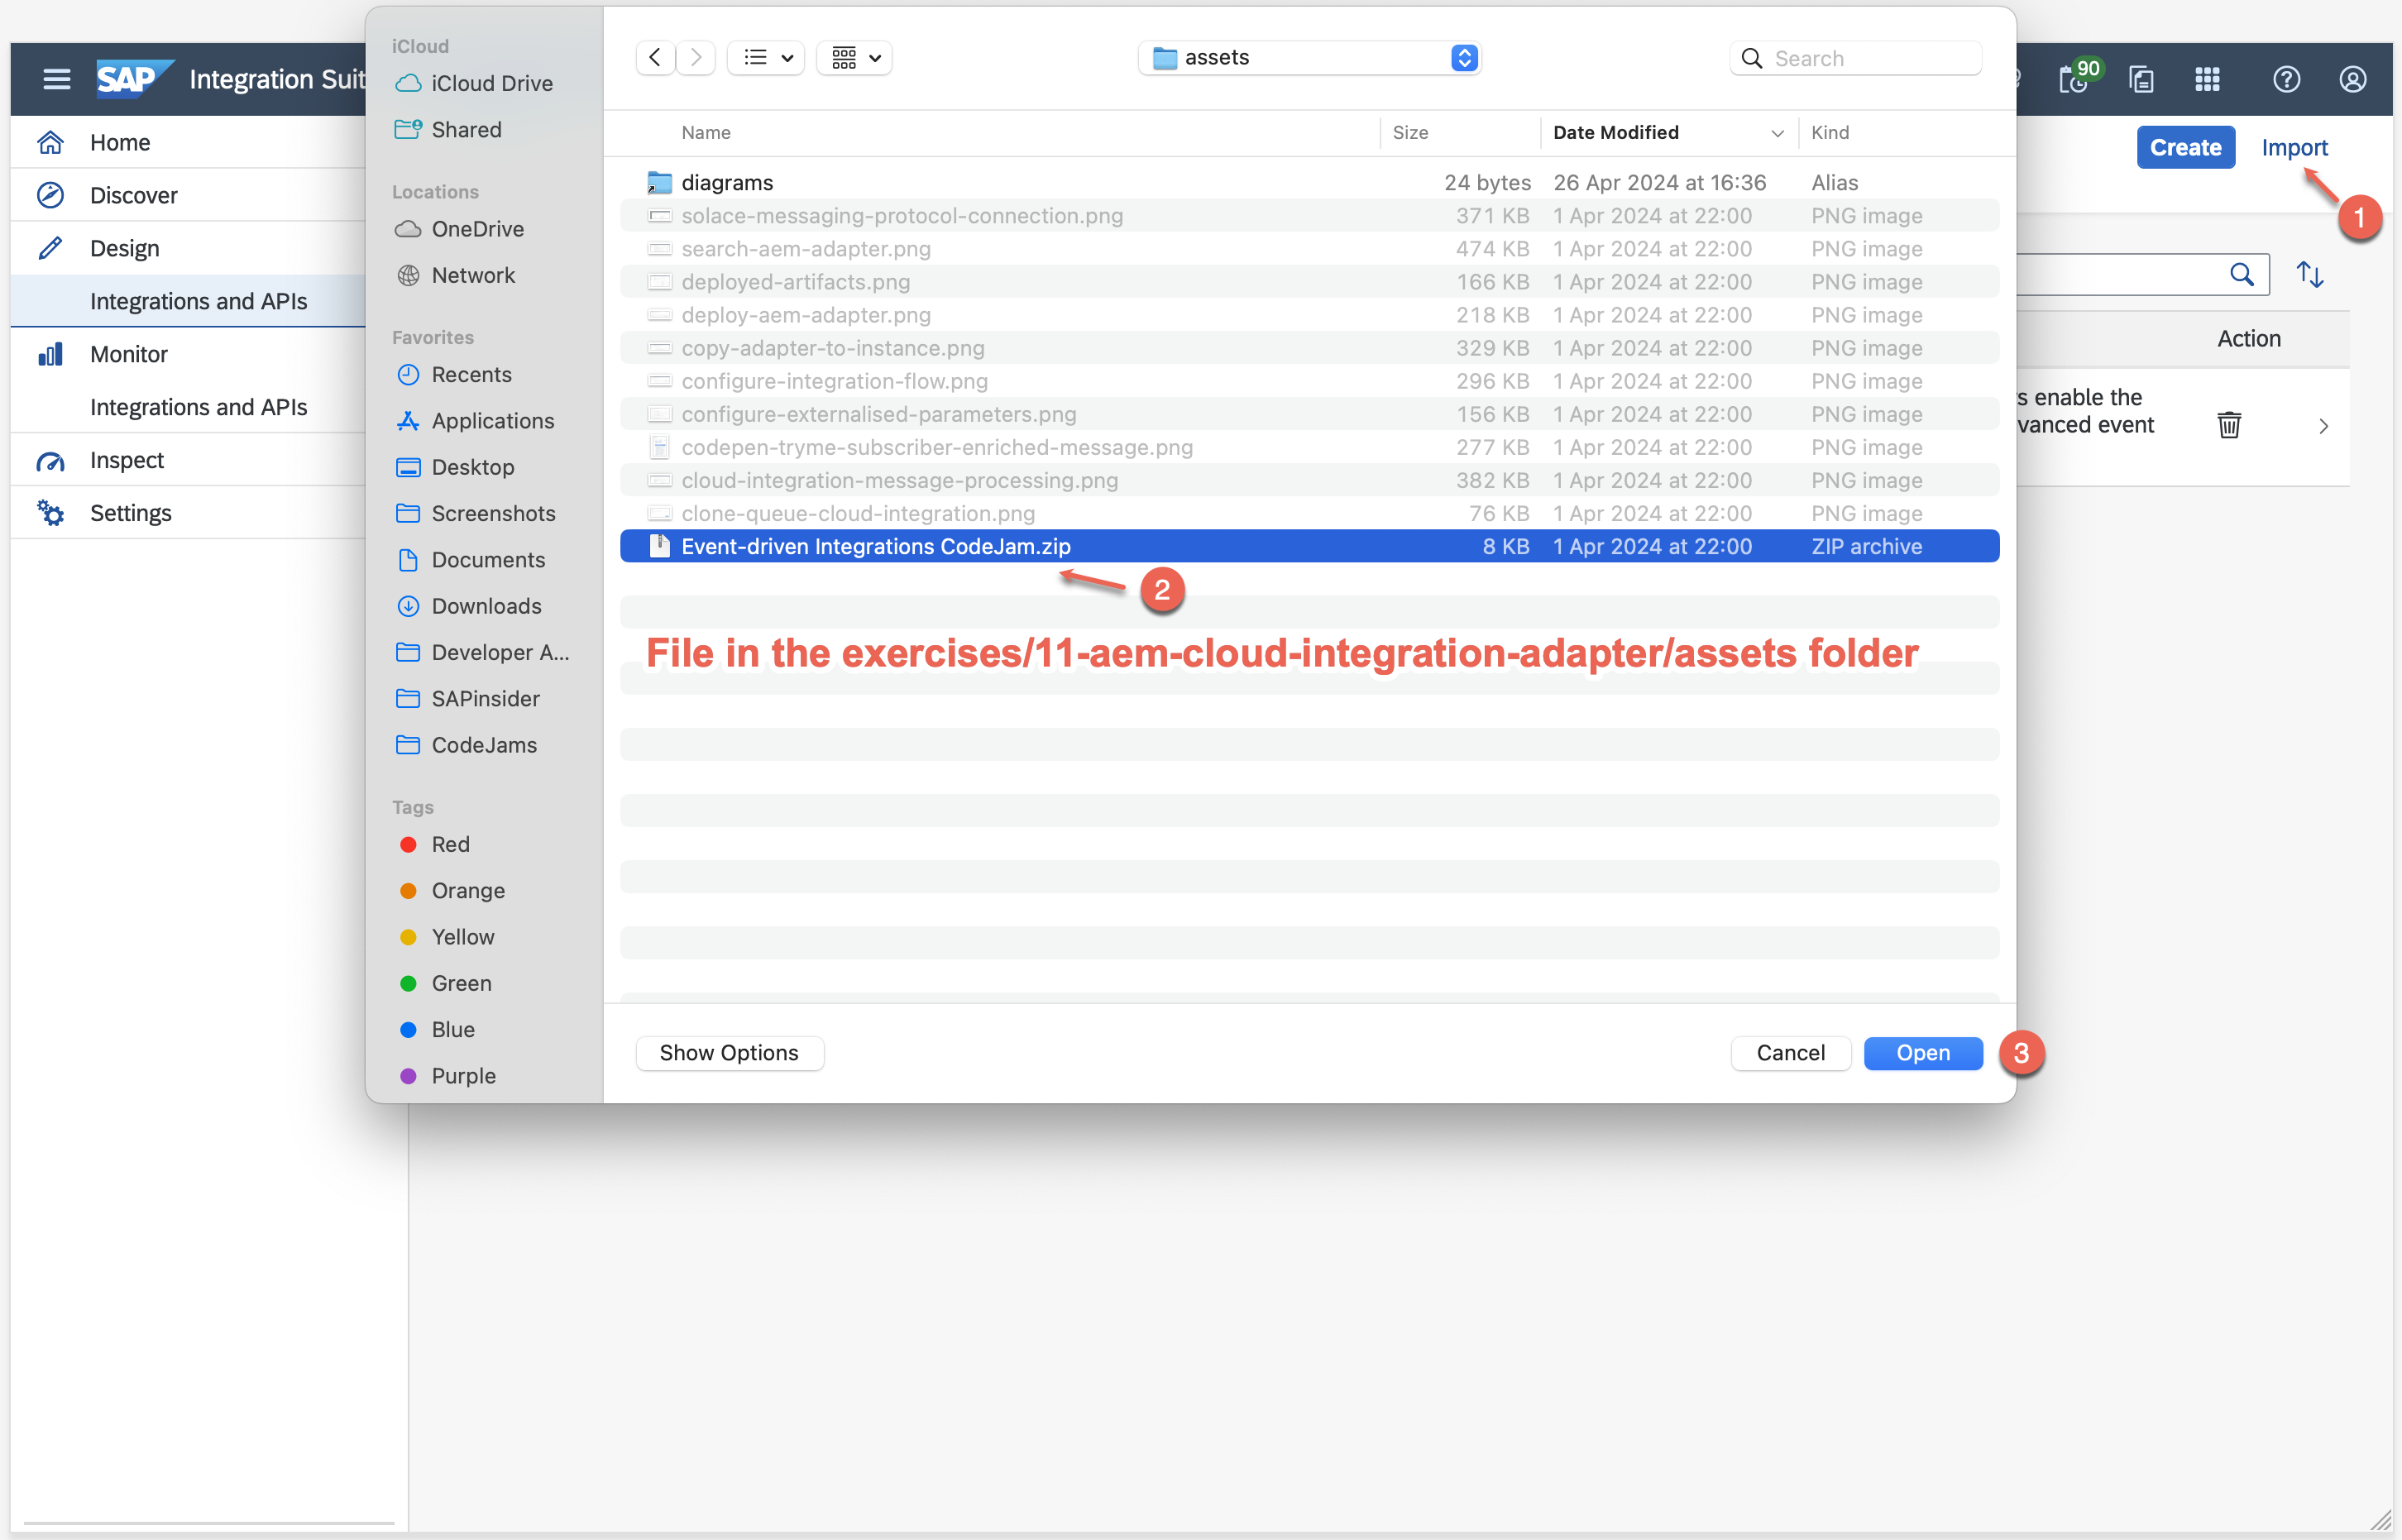 SAP Integration Suit
90
Home
Discover
Design
Integrations and APIs
Monitor
Integrations and APIs
Inspect
Settings
iCloud
iCloud Drive
Shared
Locations
OneDrive
Network
Favorites
Recents
Applications
Desktop
Screenshots
Documents
Downloads
Developer A...
SAPinsider
CodeJams
Tags
Red
Orange
Yellow
Green
Blue
Purple
assets
Search
Name Size Date Modified Kind
diagrams 24 bytes 26 Apr 2024 at 16:36 Alias
solace-messaging-protocol-connection.png 371 KB 1 Apr 2024 at 22:00 PNG image
search-aem-adapter.png 474 KB 1 Apr 2024 at 22:00 PNG image
deployed-artifacts.png 166 KB 1 Apr 2024 at 22:00 PNG image
deploy-aem-adapter.png 218 KB 1 Apr 2024 at 22:00 PNG image
copy-adapter-to-instance.png 329 KB 1 Apr 2024 at 22:00 PNG image
configure-integration-flow.png 296 KB 1 Apr 2024 at 22:00 PNG image
configure-externalised-parameters.png 156 KB 1 Apr 2024 at 22:00 PNG image
codepen-tryme-subscriber-enriched-message.png 277 KB 1 Apr 2024 at 22:00 PNG image
cloud-integration-message-processing.png 382 KB 1 Apr 2024 at 22:00 PNG image
clone-queue-cloud-integration.png 76 KB 1 Apr 2024 at 22:00 PNG image
Event-driven Integrations CodeJam.zip 8 KB 1 Apr 2024 at 22:00 ZIP archive
2
File in the exercises/11-aem-cloud-integration-adapter/assets folder
Show Options Cancel Open 3
Create Import
1
Action
s enable the
vanced event